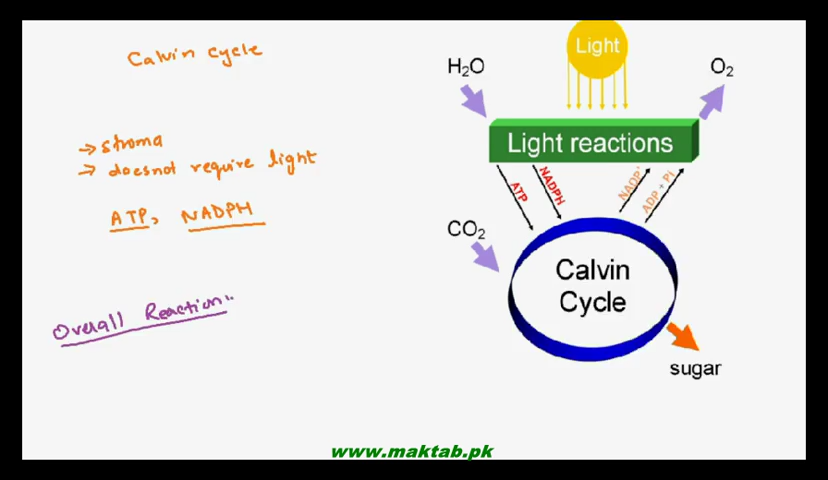 Calvin cycle
→ stroma
→ doesnot require light
ATP, NADPH
Overall Reaction:
Light
H₂O
O₂
Light reactions
ATP
NADPH
NADP⁺
ADP + Pi
CO₂
Calvin
Cycle
sugar
www.maktab.pk